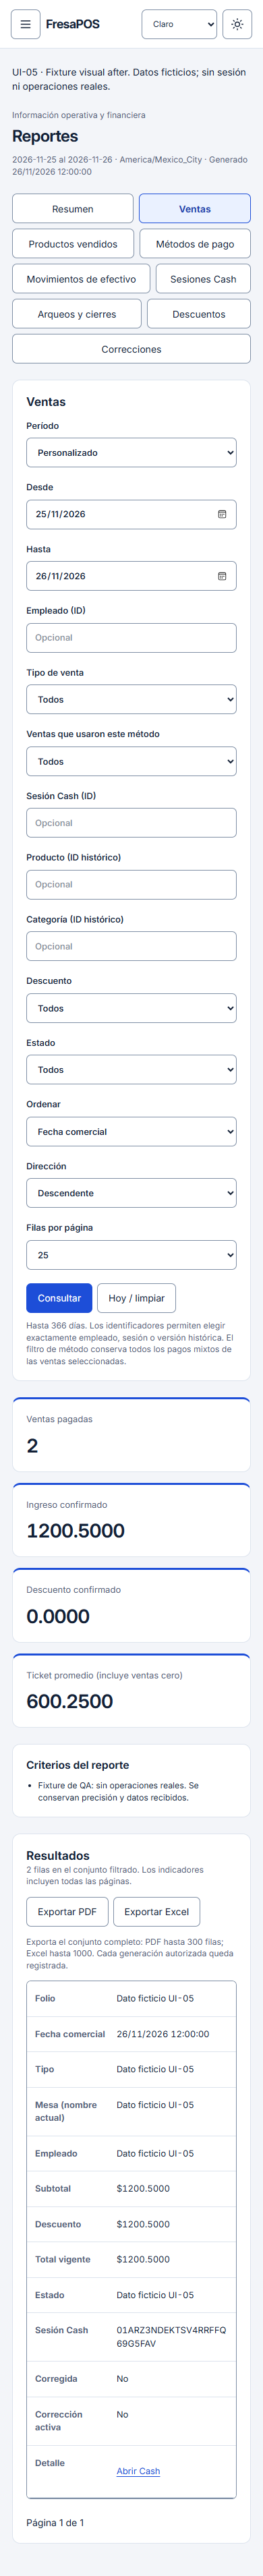 FresaPOS
Claro
UI-05 · Fixture visual after. Datos ficticios; sin sesión
ni operaciones reales.
Información operativa y financiera
Reportes
2026-11-25 al 2026-11-26 · America/Mexico_City · Generado
26/11/2026 12:00:00
Resumen
Ventas
Productos vendidos
Métodos de pago
Movimientos de efectivo
Sesiones Cash
Arqueos y cierres
Descuentos
Correcciones
Ventas
Período
Personalizado
Desde
25/11/2026
Hasta
26/11/2026
Empleado (ID)
Opcional
Tipo de venta
Todos
Ventas que usaron este método
Todos
Sesión Cash (ID)
Opcional
Producto (ID histórico)
Opcional
Categoría (ID histórico)
Opcional
Descuento
Todos
Estado
Todos
Ordenar
Fecha comercial
Dirección
Descendente
Filas por página
25
Consultar
Hoy / limpiar
Hasta 366 días. Los identificadores permiten elegir
exactamente empleado, sesión o versión histórica. El
filtro de método conserva todos los pagos mixtos de
las ventas seleccionadas.
Ventas pagadas
2
Ingreso confirmado
1200.5000
Descuento confirmado
0.0000
Ticket promedio (incluye ventas cero)
600.2500
Criterios del reporte
• Fixture de QA: sin operaciones reales. Se
conservan precisión y datos recibidos.
Resultados
2 filas en el conjunto filtrado. Los indicadores
incluyen todas las páginas.
Exportar PDF
Exportar Excel
Exporta el conjunto completo: PDF hasta 300 filas;
Excel hasta 1000. Cada generación autorizada queda
registrada.
Folio Dato ficticio UI-05
Fecha comercial 26/11/2026 12:00:00
Tipo Dato ficticio UI-05
Mesa (nombre Dato ficticio UI-05
actual)
Empleado Dato ficticio UI-05
Subtotal $1200.5000
Descuento $1200.5000
Total vigente $1200.5000
Estado Dato ficticio UI-05
Sesión Cash 01ARZ3NDEKTSV4RRFFQ
69G5FAV
Corregida No
Corrección No
activa
Detalle
Abrir Cash
Página 1 de 1